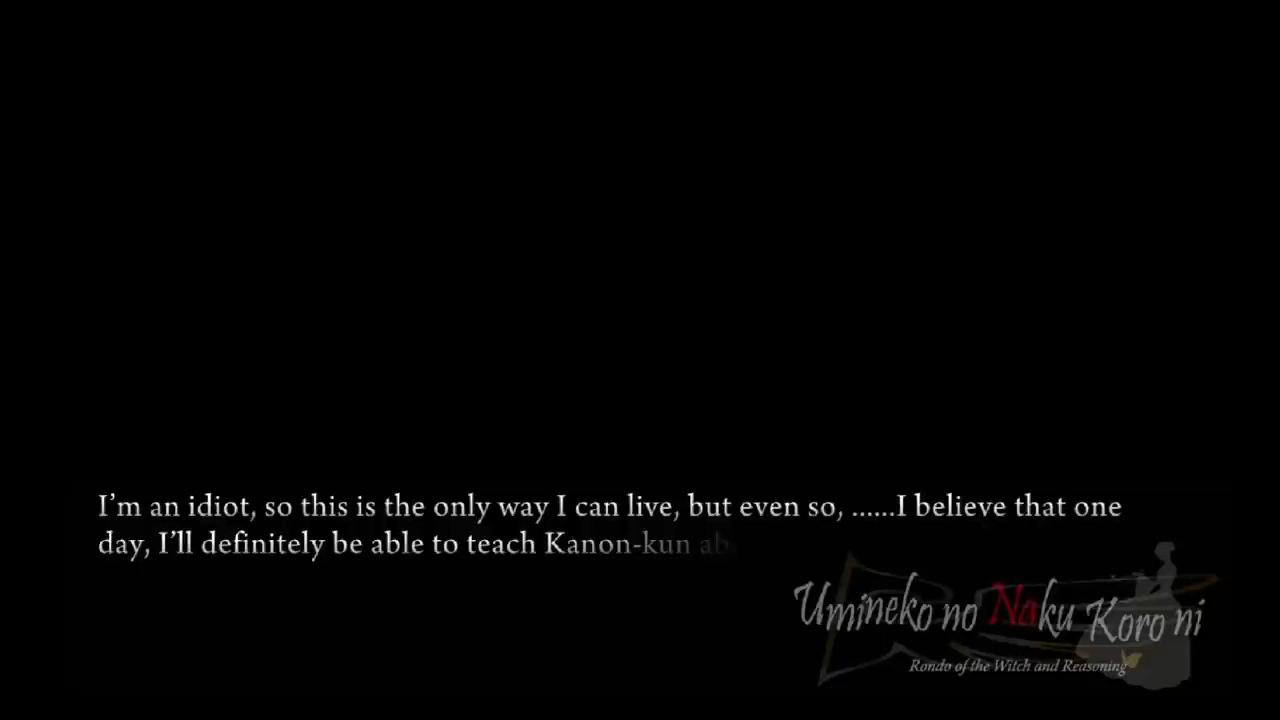 I'm an idiot, so this is the only way I can live, but even so, ......I believe that one
day, I'll definitely be able to teach Kanon-kun ab
Umineko no Naku Koro ni
Rondo of the Witch and Reasoning